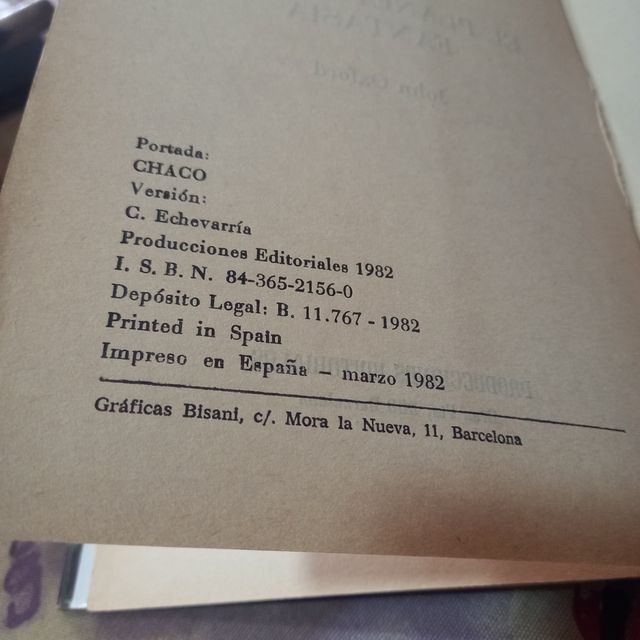 Portada:
CHACO
Versión:
C. Echevarría
Producciones Editoriales 1982
I. S. B. N. 84-365-2156-0
Depósito Legal: B. 11.767 - 1982
Printed in Spain
Impreso en España – marzo 1982
Gráficas Bisani, c/. Mora la Nueva, 11, Barcelona